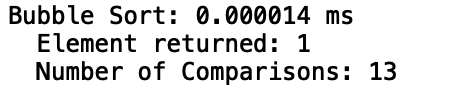 Bubble Sort: 0.000014 ms
Element returned: 1
Number of Comparisons: 13